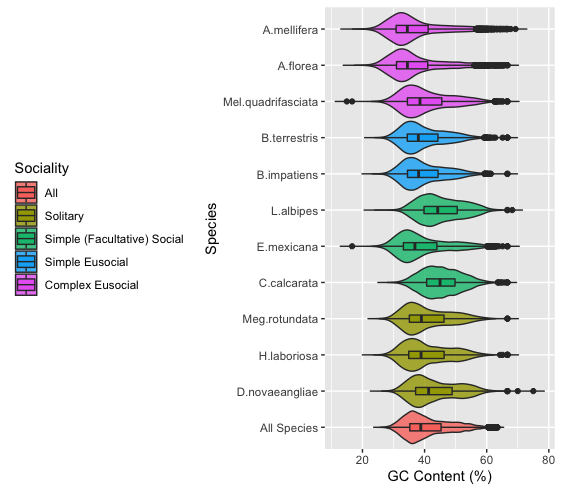 Sociality
All
Solitary
Simple (Facultative) Social
Simple Eusocial
Complex Eusocial
Species
A.mellifera
A.florea
Mel.quadrifasciata
B.terrestris
B.impatiens
L.albipes
E.mexicana
C.calcarata
Meg.rotundata
H.laboriosa
D.novaeangliae
All Species
20 40 60 80
GC Content (%)